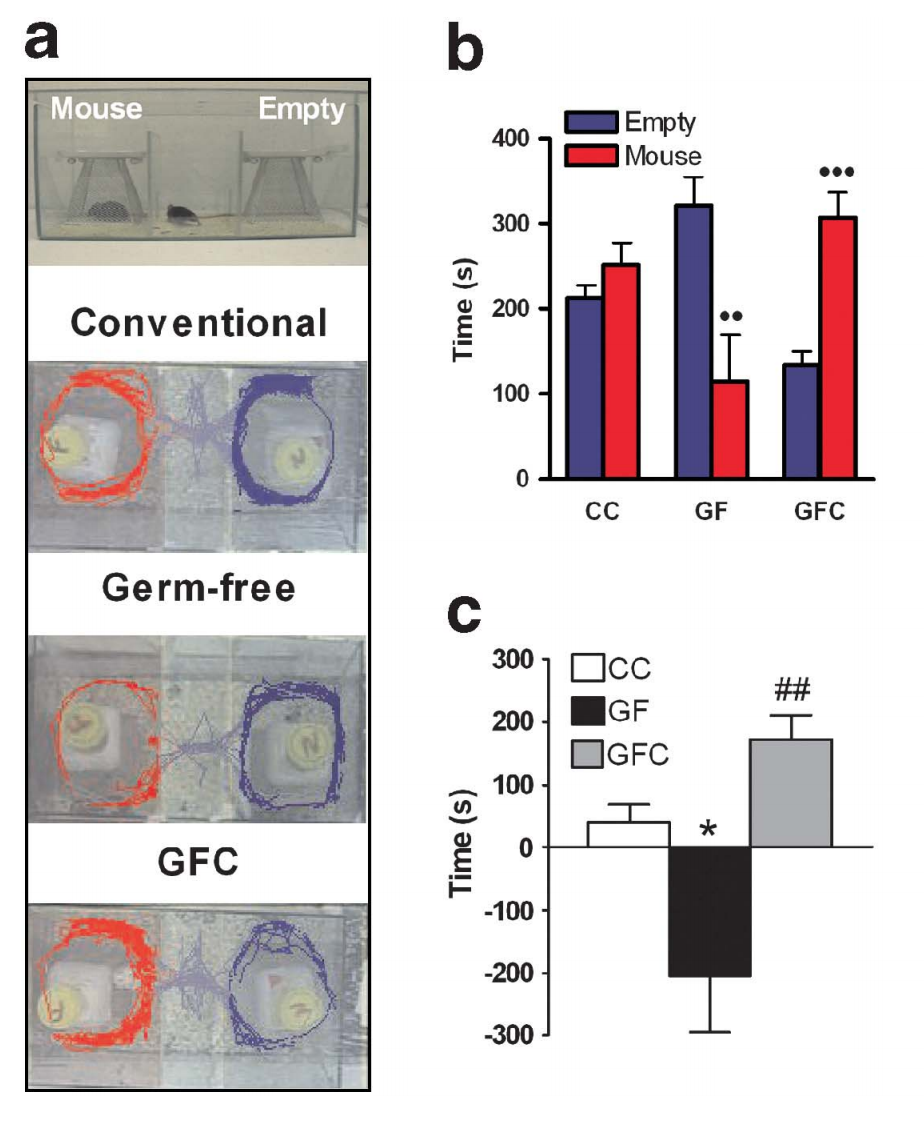 a
Mouse Empty
Conventional
Germ-free
GFC
b
Empty
Mouse
400
300
200
100
0
Time (s)
••
•••
CC GF GFC
c
300
200
100
0
-100
-200
-300
Time (s)
CC
GF
GFC
*
##